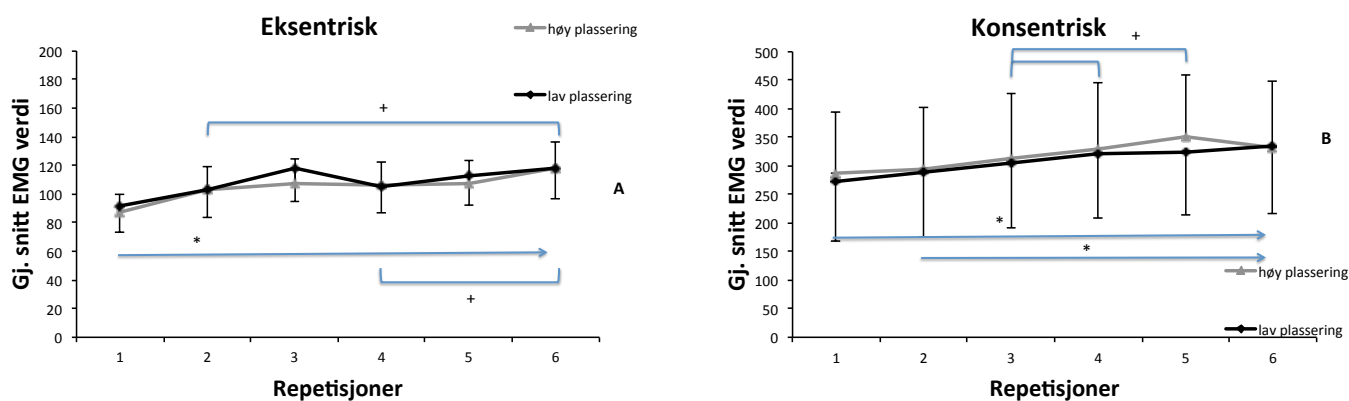 Eksentrisk
høy plassering
lav plassering
Gj. snitt EMG verdi
200
180
160
140
120
100
80
60
40
20
0
+
*
+
1 2 3 4 5 6
Repetisjoner
A
Konsentrisk
+
Gj. snitt EMG verdi
500
450
400
350
300
250
200
150
100
50
0
*
*
høy plassering
lav plassering
1 2 3 4 5 6
Repetisjoner
B